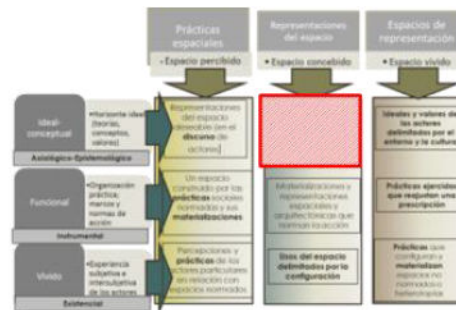 Prácticas
espaciales
Representaciones
del espacio
Espacios de
representación
Espacio percibido
Espacio concebido
Espacio vivido
Ideal-
conceptual
Horizonte ideal
(teorías,
conceptos,
valores)
Axiológico-Epistemológico
Representaciones
del espacio
deseable (en el
discurso de
actores)
Ideales y valores de
los actores
delimitados por el
entorno y la cultura
Funcional
Organización
práctica;
marcos y
normas de
acción
Instrumental
Un espacio
construido por las
prácticas sociales
normadas y sus
materializaciones
Materializaciones y
representaciones
espaciales y
arquitectónicas que
norman la acción
Prácticas ejercidas
que reajustan una
prescripción
Vivido
Experiencia
subjetiva e
intersubjetiva de
los actores
Existencial
Percepciones y
prácticas de los
actores particulares
en relación con
espacios normados
Usos del espacio
delimitados por la
configuración
Prácticas que
configuran y
materializan
espacios no
normados o
heterotopías